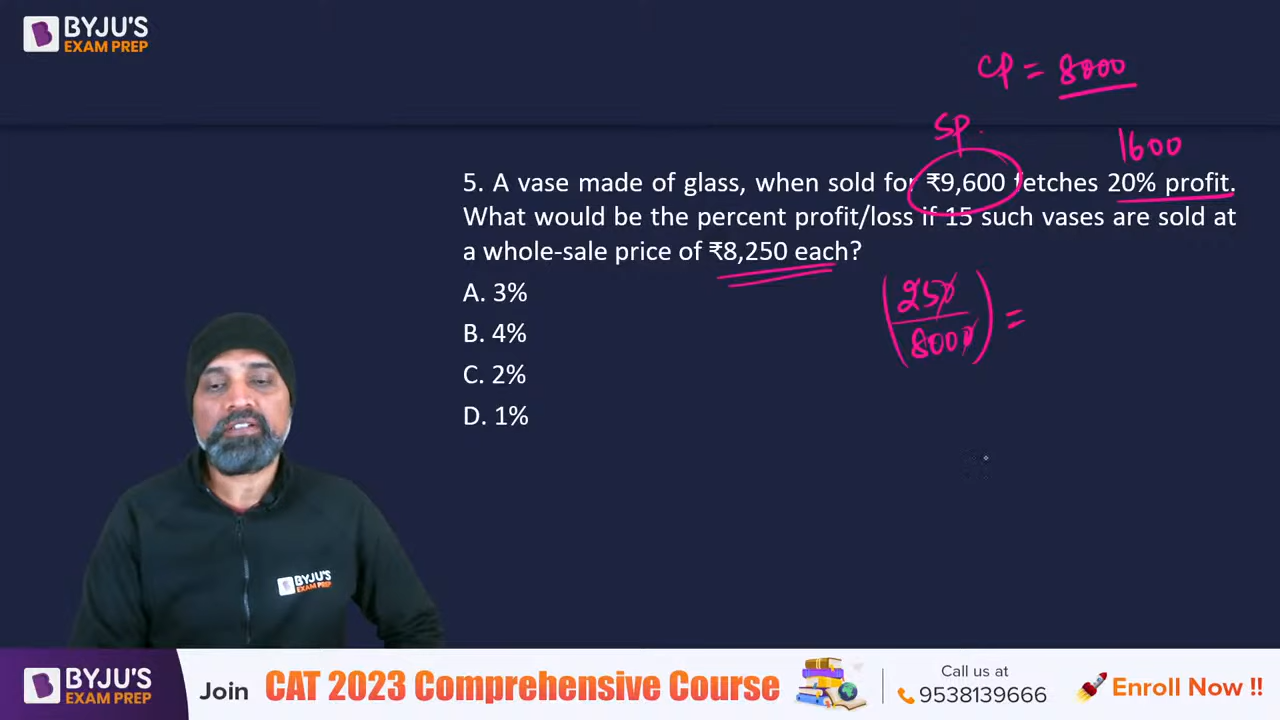 BYJU'S
EXAM PREP
CP = 8000
SP.
1600
5. A vase made of glass, when sold for ₹9,600 fetches 20% profit.
What would be the percent profit/loss if 15 such vases are sold at
a whole-sale price of ₹8,250 each?
(250/8000) =
A. 3%
B. 4%
C. 2%
D. 1%
BYJU'S
EXAM PREP
BYJU'S
EXAM PREP
Join CAT 2023 Comprehensive Course
Call us at
9538139666
Enroll Now !!